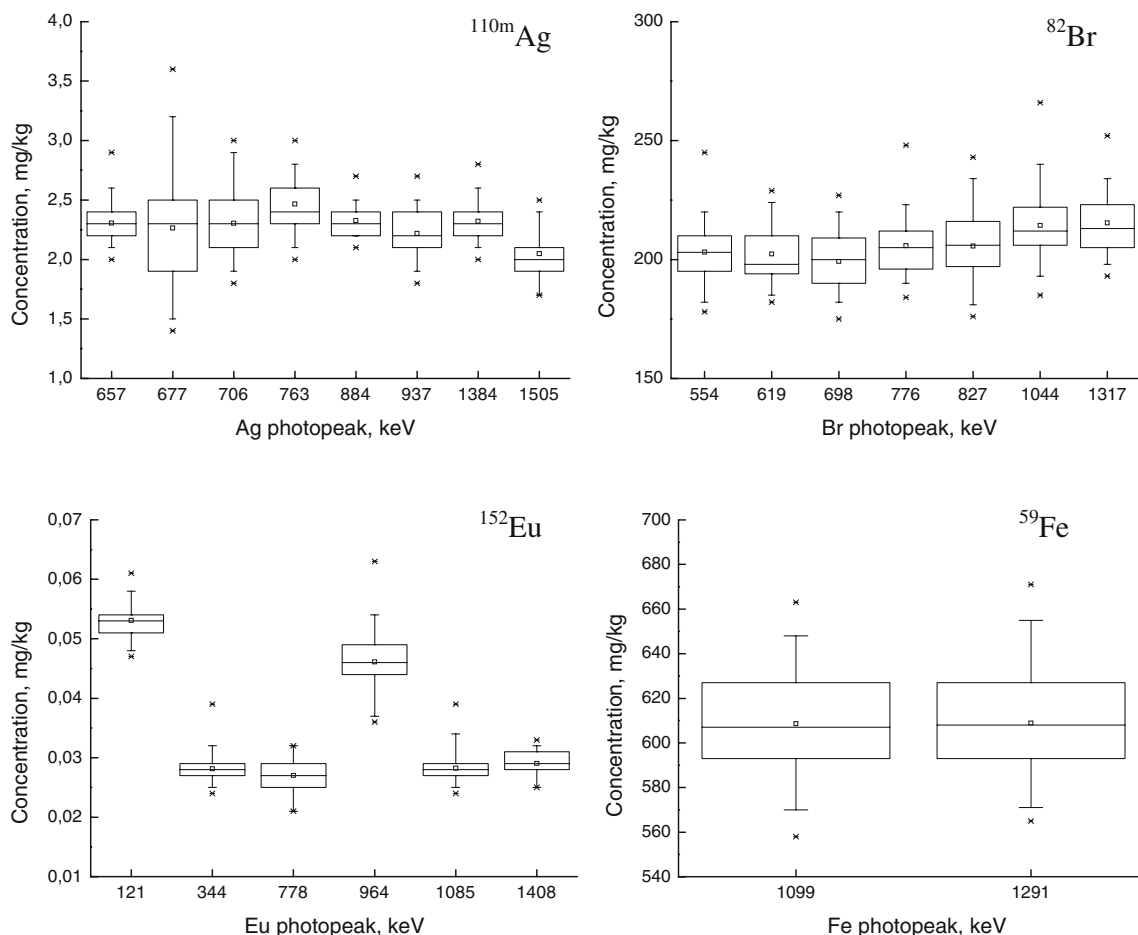 110mAg
Concentration, mg/kg
4,0
3,5
3,0
2,5
2,0
1,5
1,0
657 677 706 763 884 937 1384 1505
Ag photopeak, keV
82Br
Concentration, mg/kg
300
250
200
150
554 619 698 776 827 1044 1317
Br photopeak, keV
152Eu
Concentration, mg/kg
0,07
0,06
0,05
0,04
0,03
0,02
0,01
121 344 778 964 1085 1408
Eu photopeak, keV
59Fe
Concentration, mg/kg
700
680
660
640
620
600
580
560
540
1099 1291
Fe photopeak, keV